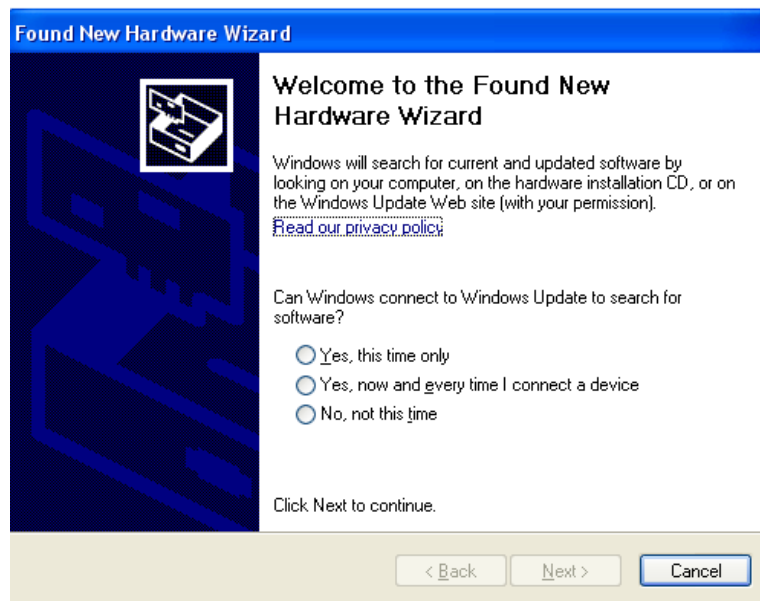 Found New Hardware Wizard
Welcome to the Found New
Hardware Wizard
Windows will search for current and updated software by
looking on your computer, on the hardware installation CD, or on
the Windows Update Web site (with your permission).
Read our privacy policy
Can Windows connect to Windows Update to search for
software?
Yes, this time only
Yes, now and every time I connect a device
No, not this time
Click Next to continue.
< Back
Next >
Cancel